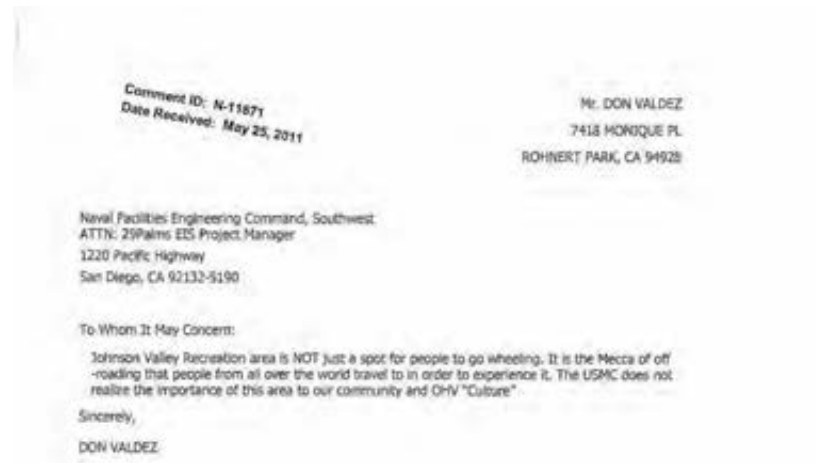 Comment ID: N-11671
Date Received: May 25, 2011
Mr. DON VALDEZ
7418 MONIQUE PL
ROHNERT PARK, CA 94928
Naval Facilities Engineering Command, Southwest
ATTN: 29Palms EIS Project Manager
1220 Pacific Highway
San Diego, CA 92132-5190
To Whom It May Concern:
Johnson Valley Recreation area is NOT just a spot for people to go wheeling. It is the Mecca of off
-roading that people from all over the world travel to in order to experience it. The USMC does not
realize the importance of this area to our community and OHV "Culture"
Sincerely,
DON VALDEZ